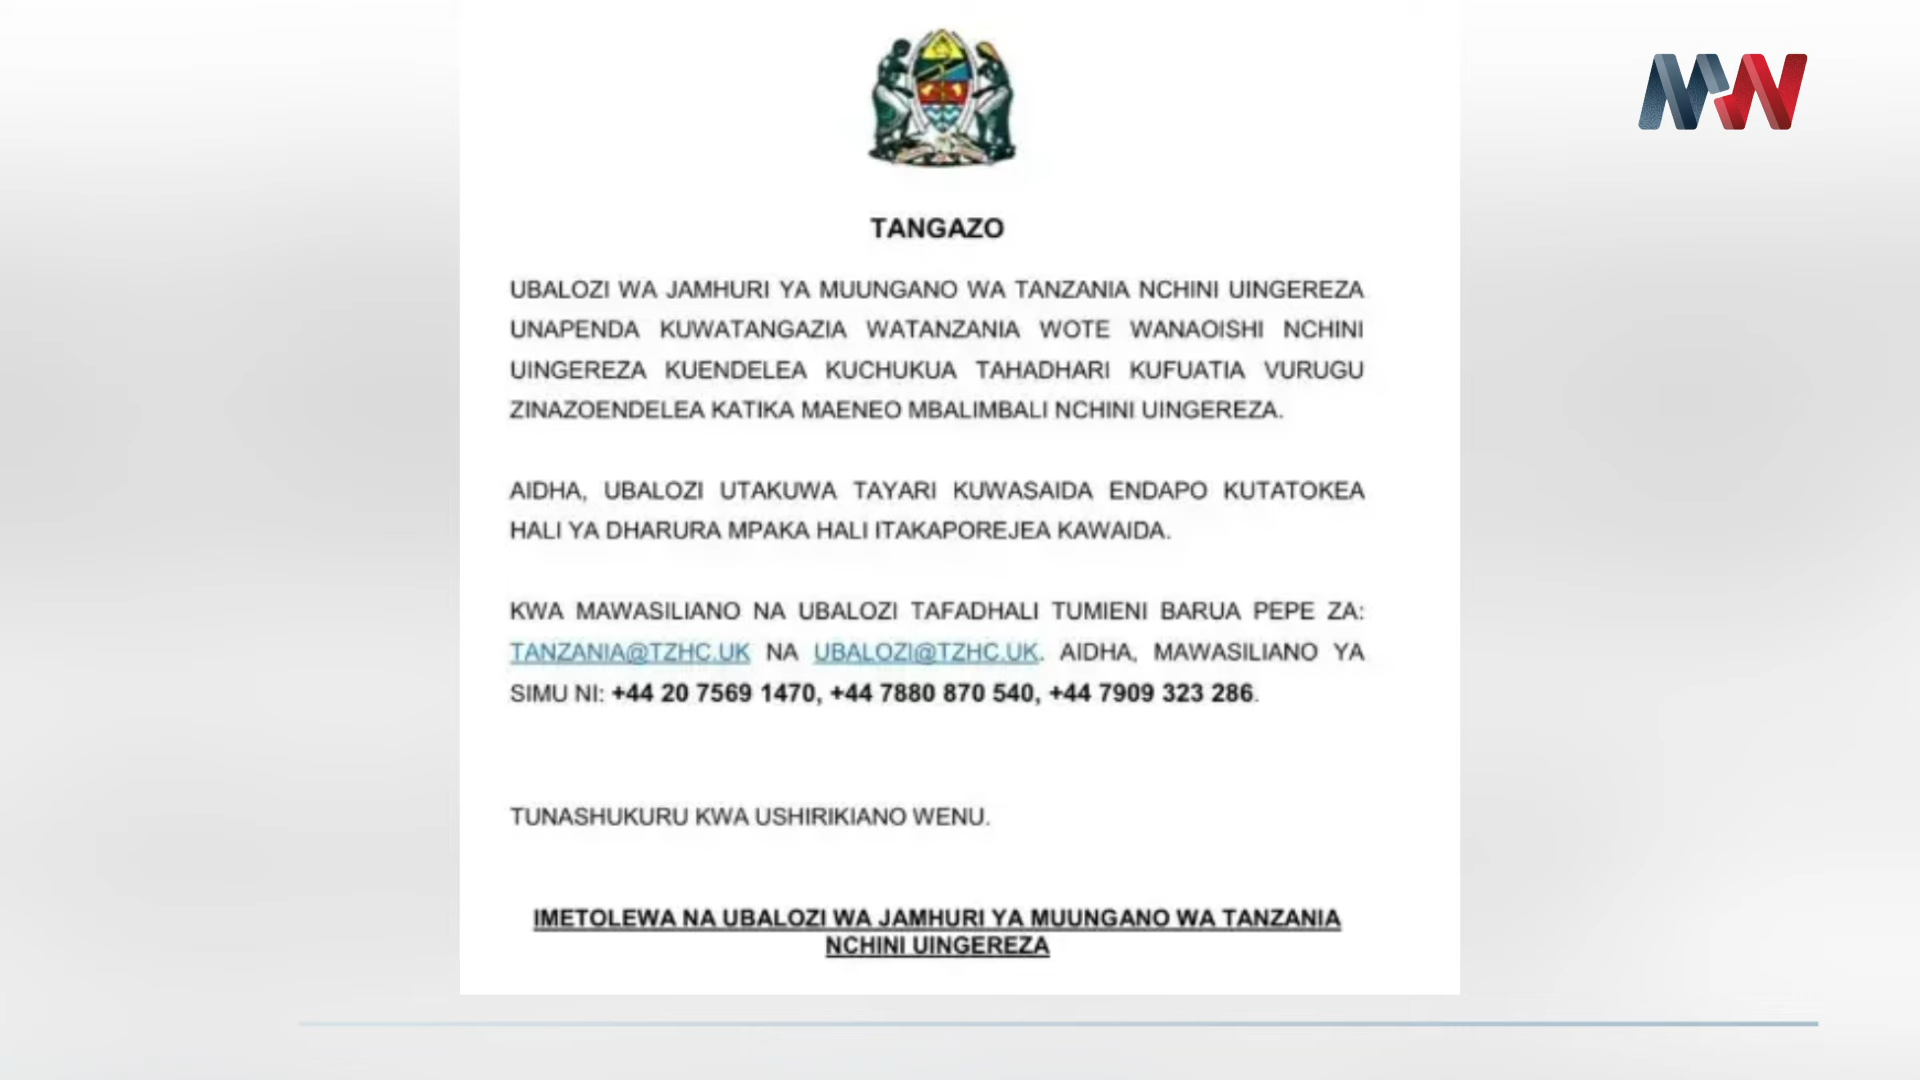 MW
TANGAZO
UBALOZI WA JAMHURI YA MUUNGANO WA TANZANIA NCHINI UINGEREZA
UNAPENDA KUWATANGAZIA WATANZANIA WOTE WANAOISHI NCHINI
UINGEREZA KUENDELEA KUCHUKUA TAHADHARI KUFUATIA VURUGU
ZINAZOENDELEA KATIKA MAENEO MBALIMBALI NCHINI UINGEREZA.
AIDHA, UBALOZI UTAKUWA TAYARI KUWASAIDA ENDAPO KUTATOKEA
HALI YA DHARURA MPAKA HALI ITAKAPOREJEA KAWAIDA.
KWA MAWASILIANO NA UBALOZI TAFADHALI TUMIENI BARUA PEPE ZA:
TANZANIA@TZHC.UK NA UBALOZI@TZHC.UK. AIDHA, MAWASILIANO YA
SIMU NI: +44 20 7569 1470, +44 7880 870 540, +44 7909 323 286.
TUNASHUKURU KWA USHIRIKIANO WENU.
IMETOLEWA NA UBALOZI WA JAMHURI YA MUUNGANO WA TANZANIA
NCHINI UINGEREZA